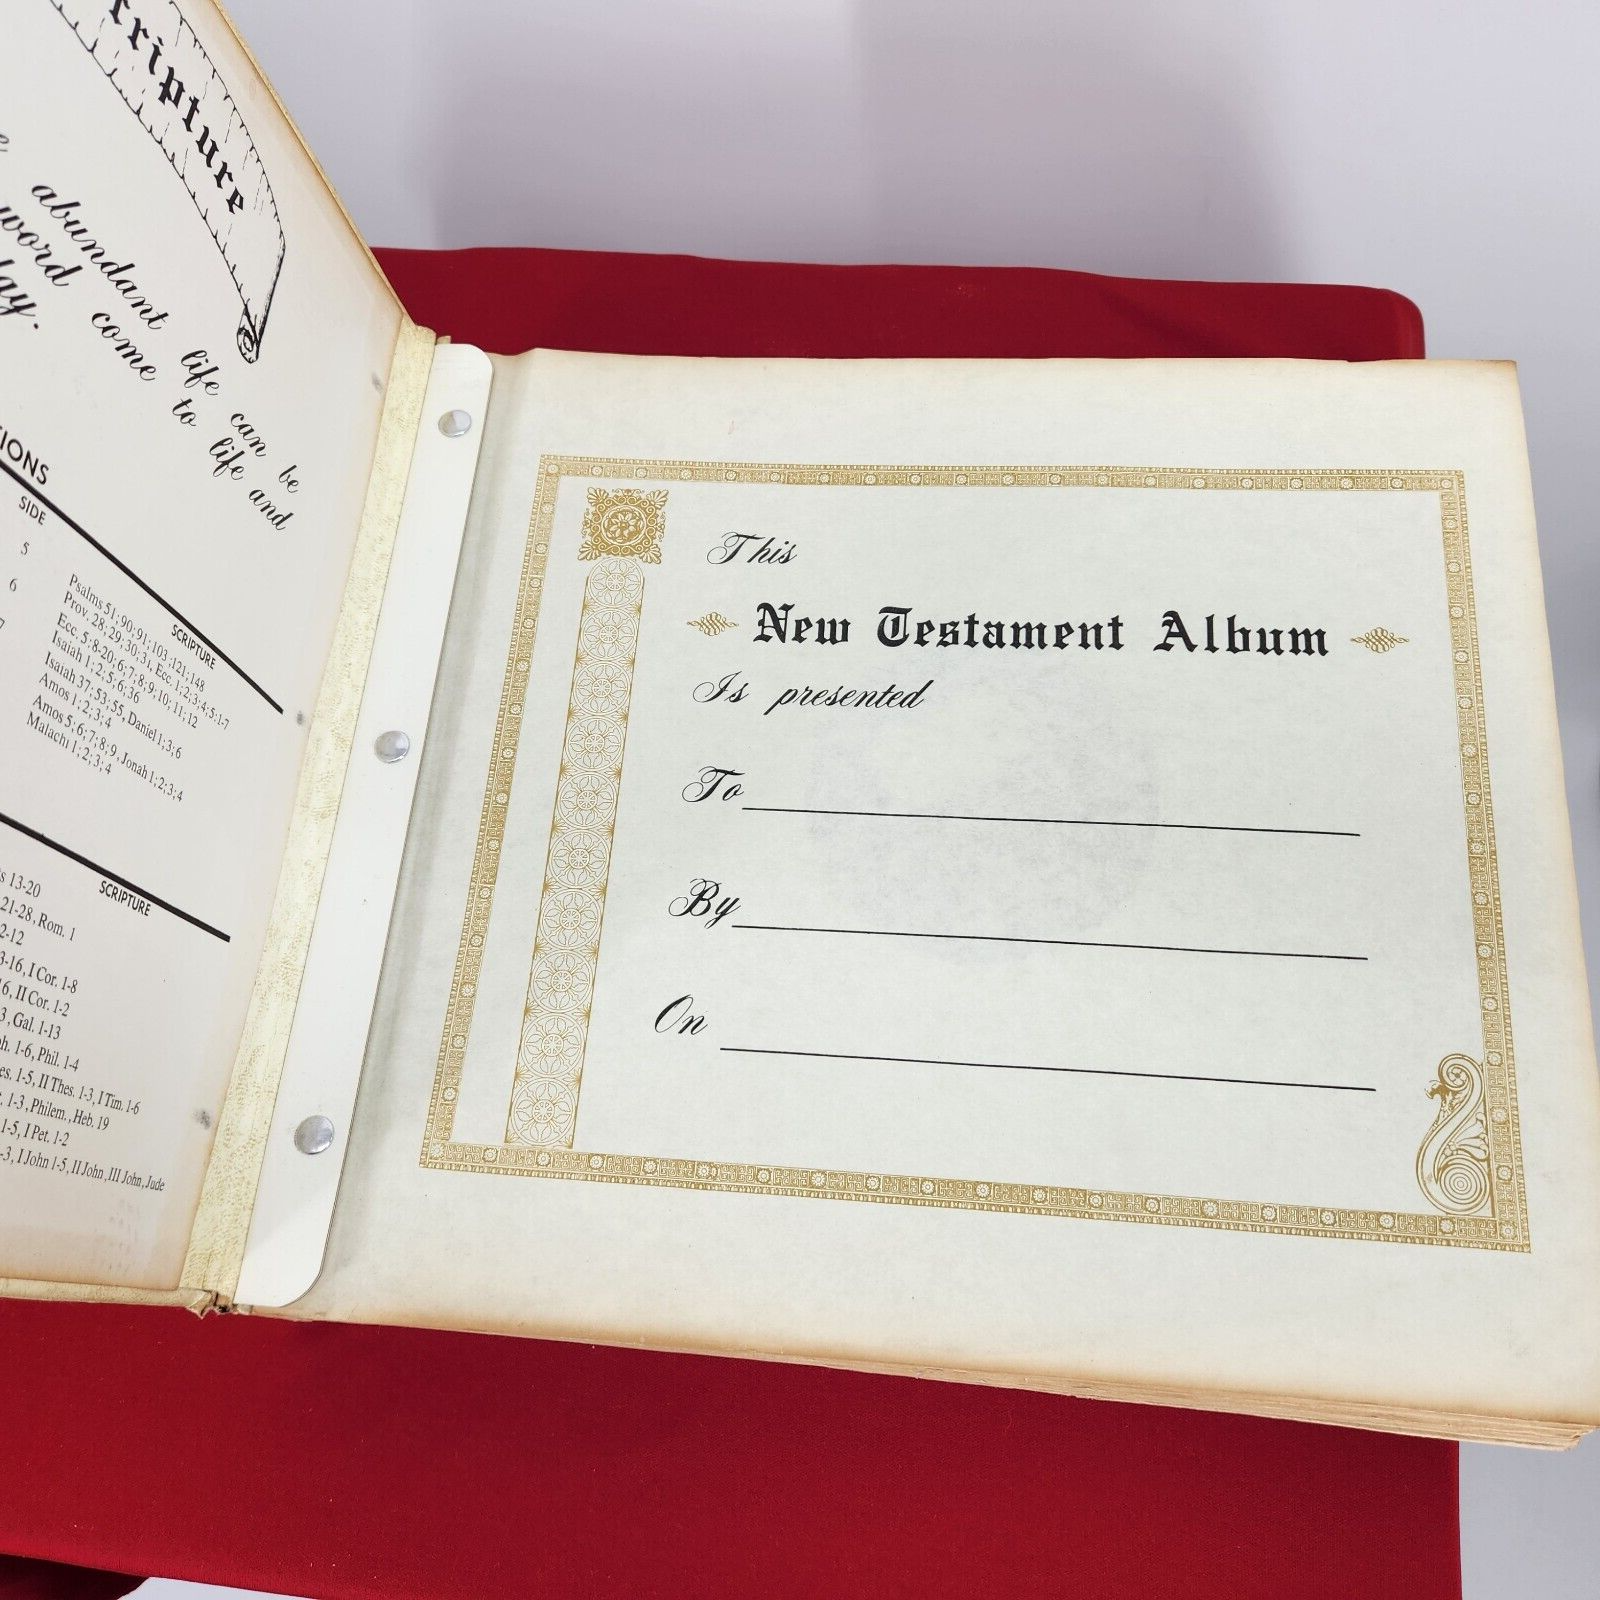 cripture
abundant life can be
word come to life and
day.
IONS
SIDE SCRIPTURE
5 Psalms 51; 90; 91; 103; 121; 148
Prov. 28; 29; 30; 31, Ecc. 1; 2; 3; 4; 5:1-7
6 Ecc. 5:8-20; 6; 7; 8; 9; 10; 11; 12
Isaiah 1; 2; 5; 6; 36
7 Isaiah 37; 53; 55, Daniel 1; 3; 6
Amos 1; 2; 3; 4
Amos 5; 6; 7; 8; 9, Jonah 1; 2; 3; 4
Malachi 1; 2; 3; 4
SCRIPTURE
s 13-20
21-28, Rom. 1
2-12
3-16, I Cor. 1-8
16, II Cor. 1-2
3, Gal. 1-13
ph. 1-6, Phil. 1-4
es. 1-5, II Thes. 1-3, I Tim. 1-6
t. 1-3, Philem., Heb. 19
1-5, I Pet. 1-2
-3, I John 1-5, II John, III John, Jude
This
New Testament Album
Is presented
To
By
On